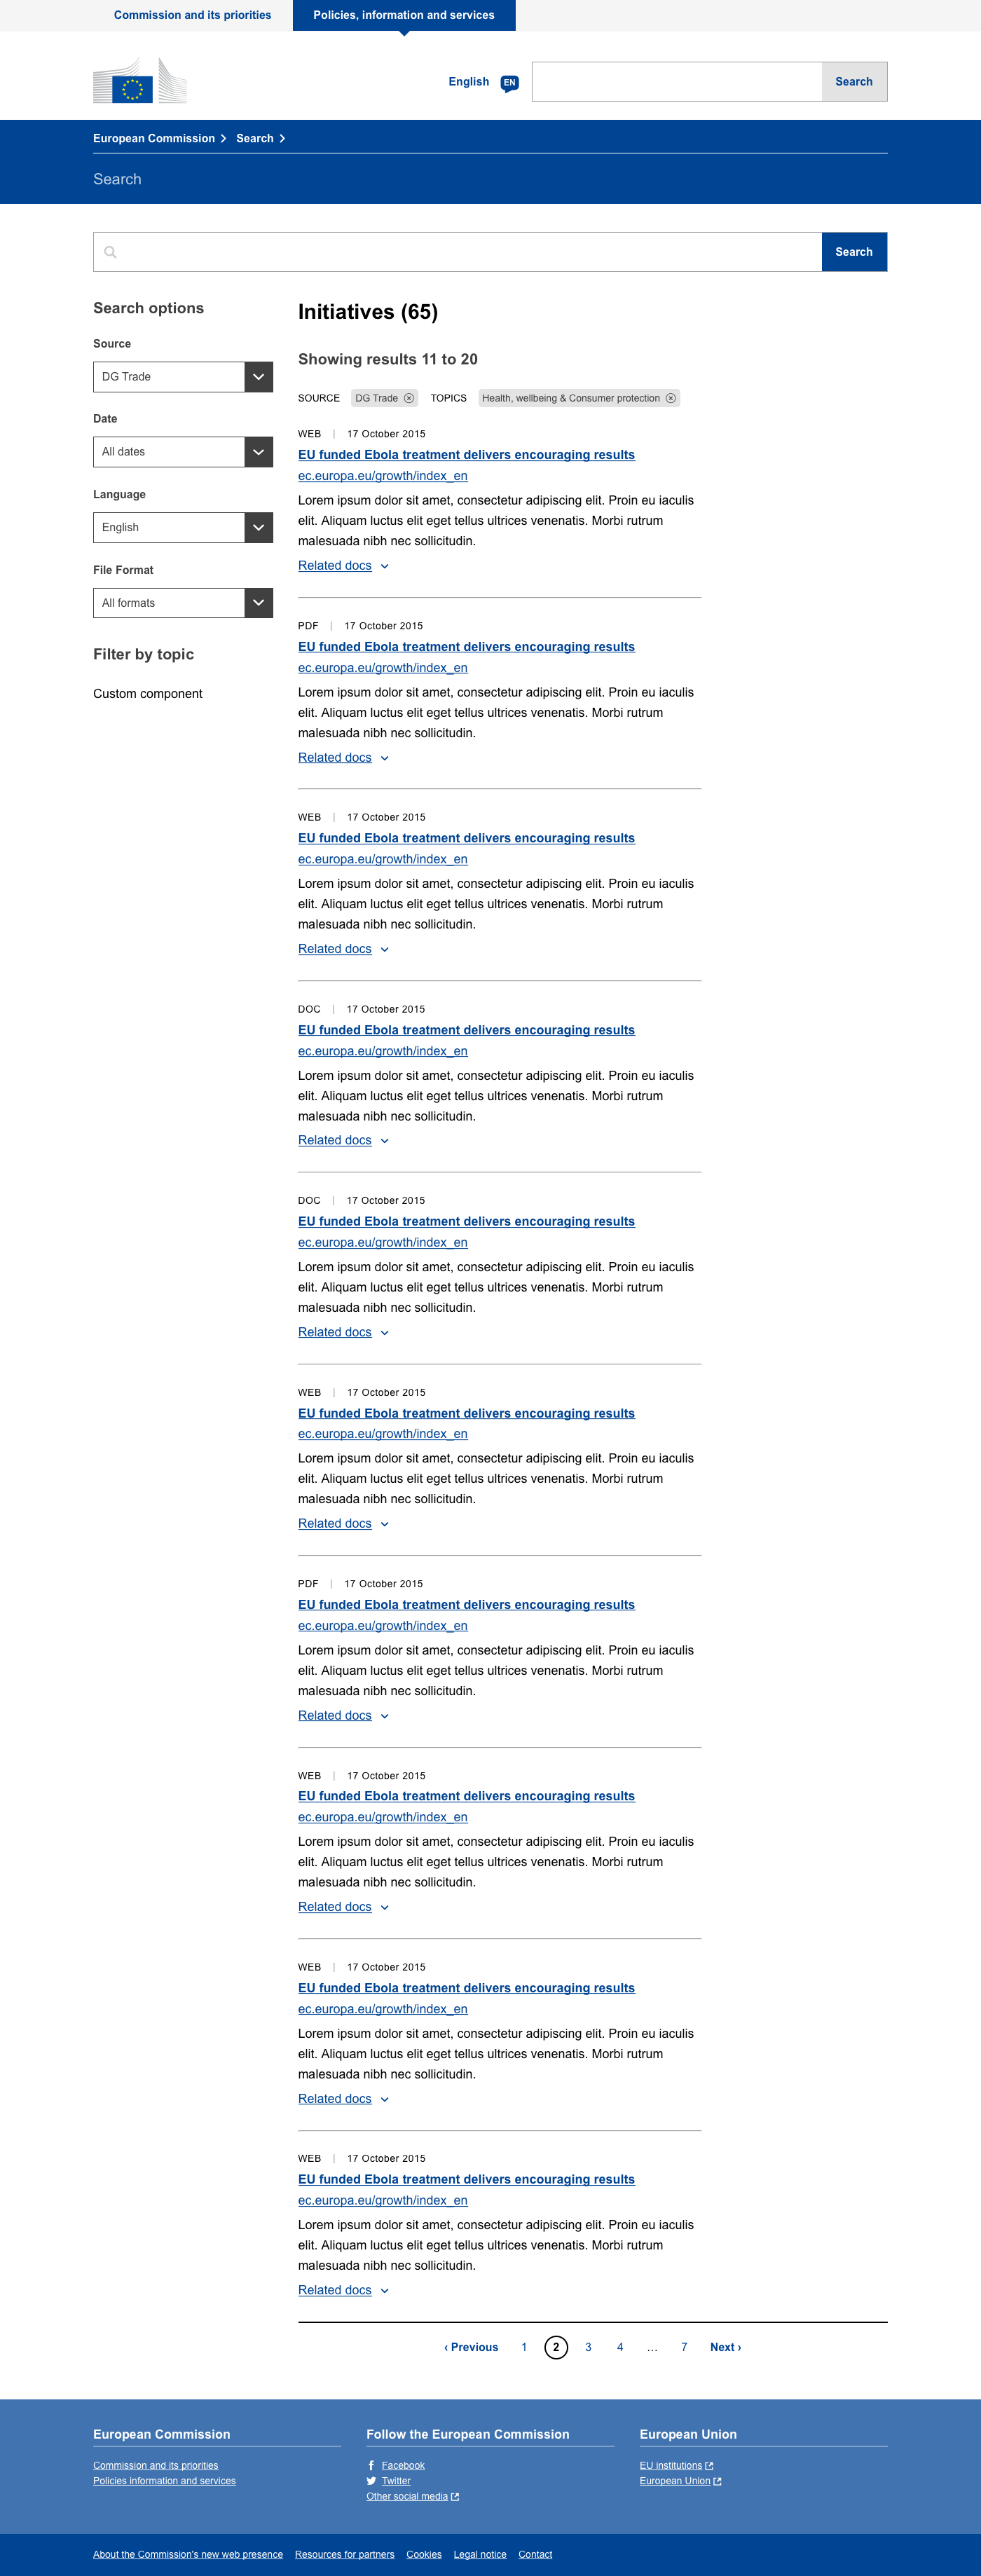 Commission and its priorities
Policies, information and services
English EN
Search
European Commission Search
Search
Search
Search options
Source
DG Trade
Date
All dates
Language
English
File Format
All formats
Filter by topic
Custom component
Initiatives (65)
Showing results 11 to 20
SOURCE DG Trade TOPICS Health, wellbeing & Consumer protection
WEB | 17 October 2015
EU funded Ebola treatment delivers encouraging results
ec.europa.eu/growth/index_en
Lorem ipsum dolor sit amet, consectetur adipiscing elit. Proin eu iaculis
elit. Aliquam luctus elit eget tellus ultrices venenatis. Morbi rutrum
malesuada nibh nec sollicitudin.
Related docs
PDF | 17 October 2015
EU funded Ebola treatment delivers encouraging results
ec.europa.eu/growth/index_en
Lorem ipsum dolor sit amet, consectetur adipiscing elit. Proin eu iaculis
elit. Aliquam luctus elit eget tellus ultrices venenatis. Morbi rutrum
malesuada nibh nec sollicitudin.
Related docs
WEB | 17 October 2015
EU funded Ebola treatment delivers encouraging results
ec.europa.eu/growth/index_en
Lorem ipsum dolor sit amet, consectetur adipiscing elit. Proin eu iaculis
elit. Aliquam luctus elit eget tellus ultrices venenatis. Morbi rutrum
malesuada nibh nec sollicitudin.
Related docs
DOC | 17 October 2015
EU funded Ebola treatment delivers encouraging results
ec.europa.eu/growth/index_en
Lorem ipsum dolor sit amet, consectetur adipiscing elit. Proin eu iaculis
elit. Aliquam luctus elit eget tellus ultrices venenatis. Morbi rutrum
malesuada nibh nec sollicitudin.
Related docs
DOC | 17 October 2015
EU funded Ebola treatment delivers encouraging results
ec.europa.eu/growth/index_en
Lorem ipsum dolor sit amet, consectetur adipiscing elit. Proin eu iaculis
elit. Aliquam luctus elit eget tellus ultrices venenatis. Morbi rutrum
malesuada nibh nec sollicitudin.
Related docs
WEB | 17 October 2015
EU funded Ebola treatment delivers encouraging results
ec.europa.eu/growth/index_en
Lorem ipsum dolor sit amet, consectetur adipiscing elit. Proin eu iaculis
elit. Aliquam luctus elit eget tellus ultrices venenatis. Morbi rutrum
malesuada nibh nec sollicitudin.
Related docs
PDF | 17 October 2015
EU funded Ebola treatment delivers encouraging results
ec.europa.eu/growth/index_en
Lorem ipsum dolor sit amet, consectetur adipiscing elit. Proin eu iaculis
elit. Aliquam luctus elit eget tellus ultrices venenatis. Morbi rutrum
malesuada nibh nec sollicitudin.
Related docs
WEB | 17 October 2015
EU funded Ebola treatment delivers encouraging results
ec.europa.eu/growth/index_en
Lorem ipsum dolor sit amet, consectetur adipiscing elit. Proin eu iaculis
elit. Aliquam luctus elit eget tellus ultrices venenatis. Morbi rutrum
malesuada nibh nec sollicitudin.
Related docs
WEB | 17 October 2015
EU funded Ebola treatment delivers encouraging results
ec.europa.eu/growth/index_en
Lorem ipsum dolor sit amet, consectetur adipiscing elit. Proin eu iaculis
elit. Aliquam luctus elit eget tellus ultrices venenatis. Morbi rutrum
malesuada nibh nec sollicitudin.
Related docs
WEB | 17 October 2015
EU funded Ebola treatment delivers encouraging results
ec.europa.eu/growth/index_en
Lorem ipsum dolor sit amet, consectetur adipiscing elit. Proin eu iaculis
elit. Aliquam luctus elit eget tellus ultrices venenatis. Morbi rutrum
malesuada nibh nec sollicitudin.
Related docs
‹ Previous 1 2 3 4 … 7 Next ›
European Commission
Commission and its priorities
Policies information and services
Follow the European Commission
Facebook
Twitter
Other social media
European Union
EU institutions
European Union
About the Commission's new web presence Resources for partners Cookies Legal notice Contact